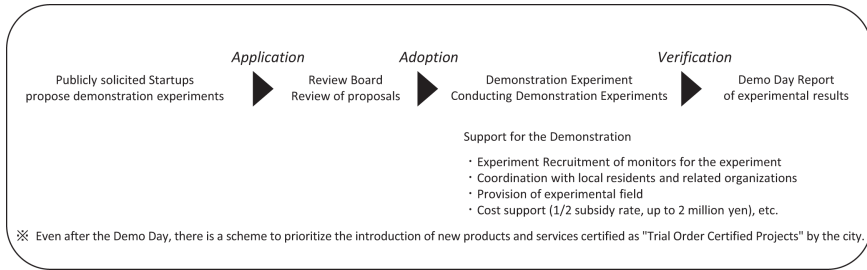 Application
Adoption
Verification
Publicly solicited Startups
propose demonstration experiments
Review Board
Review of proposals
Demonstration Experiment
Conducting Demonstration Experiments
Demo Day Report
of experimental results
Support for the Demonstration
・Experiment Recruitment of monitors for the experiment
・Coordination with local residents and related organizations
・Provision of experimental field
・Cost support (1/2 subsidy rate, up to 2 million yen), etc.
※ Even after the Demo Day, there is a scheme to prioritize the introduction of new products and services certified as "Trial Order Certified Projects" by the city.